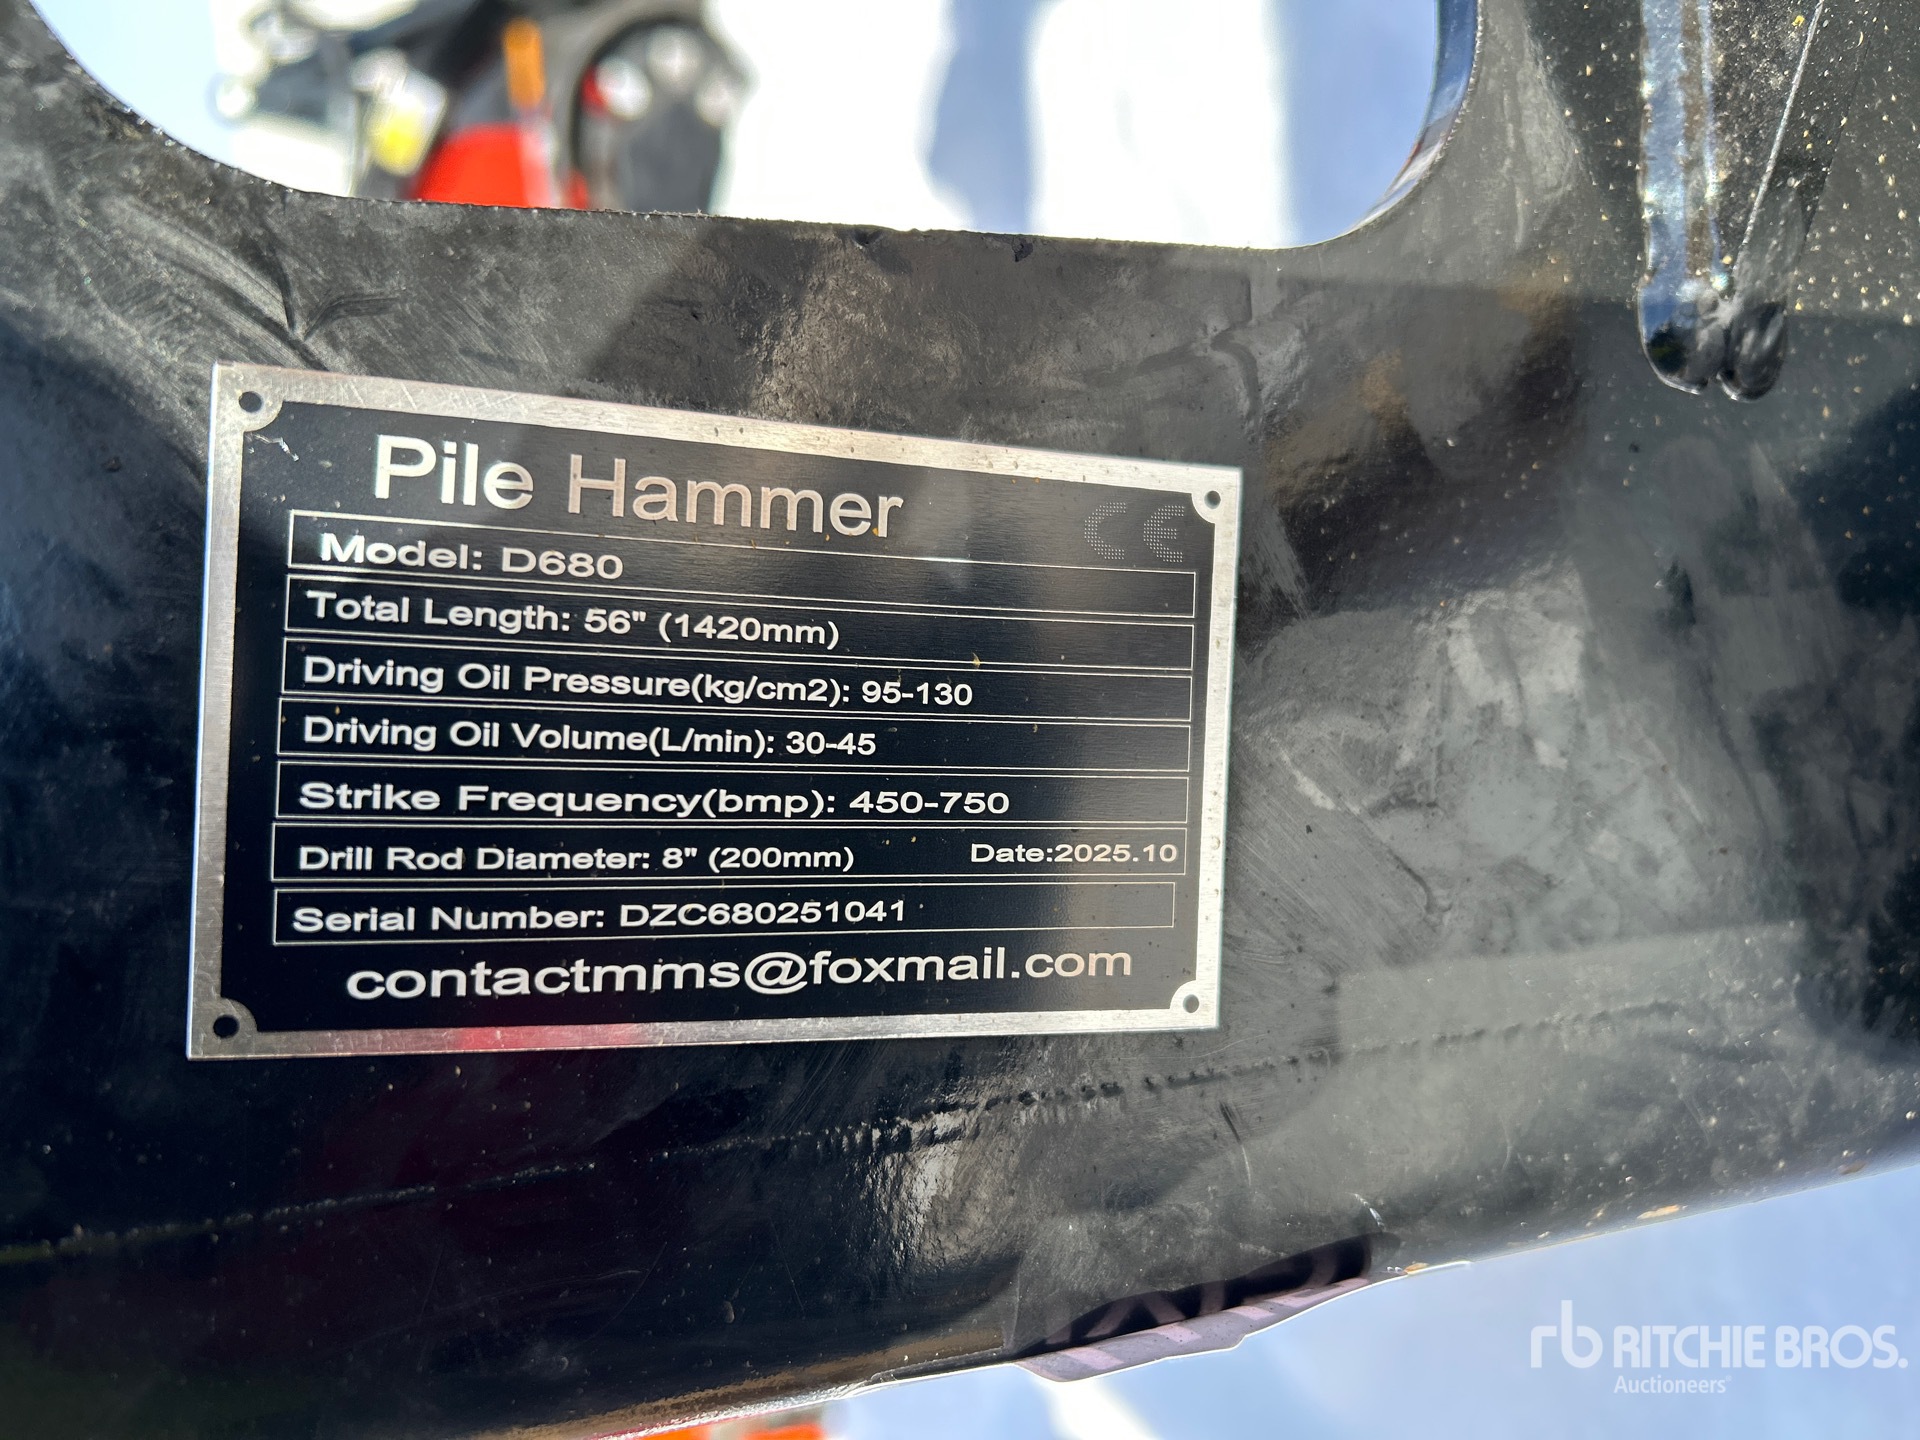 Pile Hammer
CE
Model: D680
Total Length: 56" (1420mm)
Driving Oil Pressure(kg/cm2): 95-130
Driving Oil Volume(L/min): 30-45
Strike Frequency(bmp): 450-750
Drill Rod Diameter: 8" (200mm) Date:2025.10
Serial Number: DZC680251041
contactmms@foxmail.com
rb RITCHIE BROS.
Auctioneers